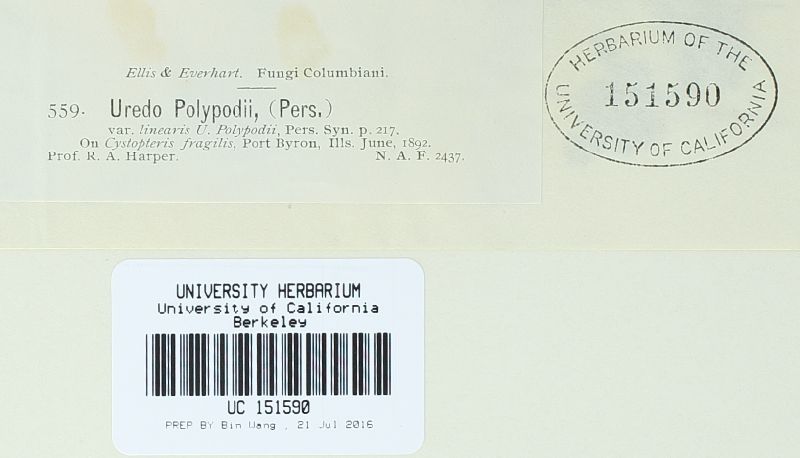 Ellis & Everhart. Fungi Columbiani.
559. Uredo Polypodii, (Pers.)
var. linearis U. Polypodii, Pers. Syn. p. 217.
On Cystopteris fragilis, Port Byron, Ills. June, 1892.
Prof. R. A. Harper. N. A. F. 2437.
HERBARIUM OF THE
151590
UNIVERSITY OF CALIFORNIA
UNIVERSITY HERBARIUM
University of California
Berkeley
UC 151590
PREP BY Bin Wang , 21 Jul 2016